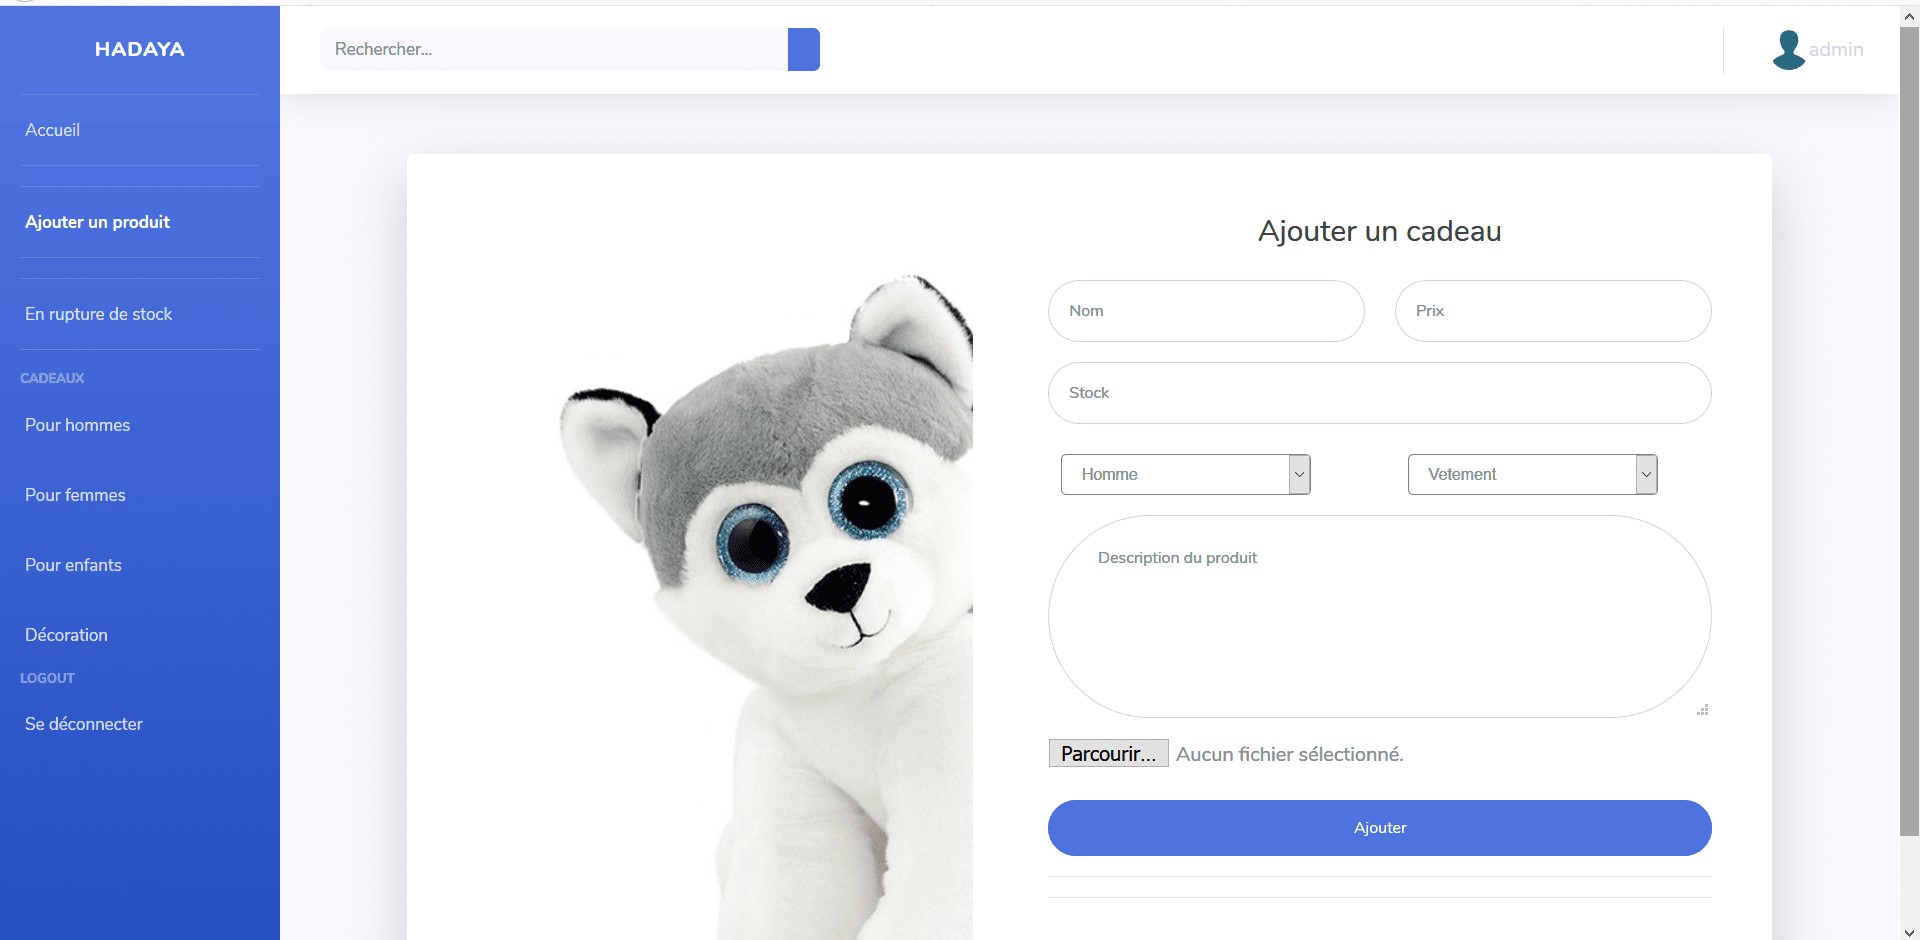 HADAYA
Rechercher...
admin
Accueil
Ajouter un produit
En rupture de stock
CADEAUX
Pour hommes
Pour femmes
Pour enfants
Décoration
LOGOUT
Se déconnecter
Ajouter un cadeau
Nom
Prix
Stock
Homme
Vetement
Description du produit
Parcourir... Aucun fichier sélectionné.
Ajouter